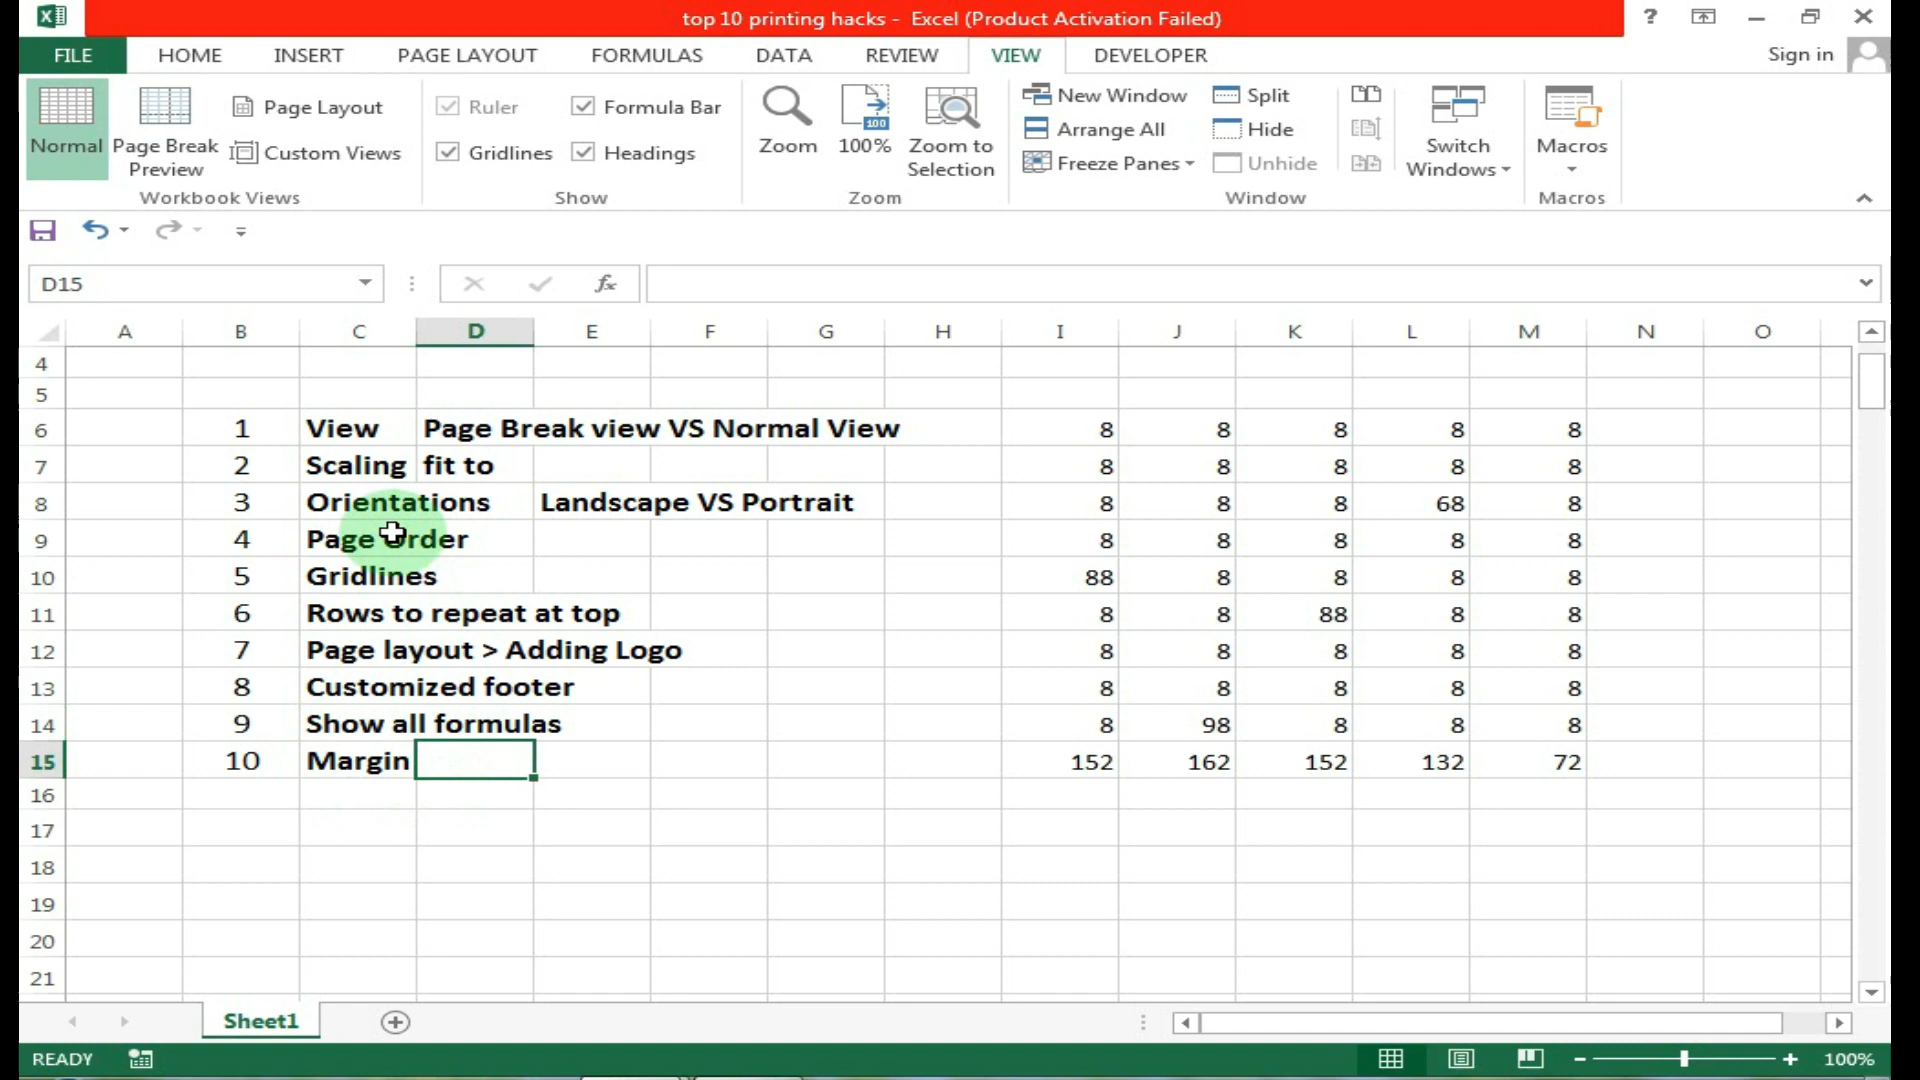 top 10 printing hacks - Excel (Product Activation Failed)
?
FILE HOME INSERT PAGE LAYOUT FORMULAS DATA REVIEW VIEW DEVELOPER Sign in
Normal
Page Break Preview
Page Layout
Custom Views
Workbook Views
Ruler
Formula Bar
Gridlines
Headings
Show
Zoom
100
100%
Zoom to Selection
Zoom
New Window
Arrange All
Freeze Panes
Split
Hide
Unhide
Switch Windows
Window
Macros
Macros
D15
fx
A B C D E F G H I J K L M N O
4
5
6 1 View Page Break view VS Normal View 8 8 8 8 8
7 2 Scaling fit to 8 8 8 8 8
8 3 Orientations Landscape VS Portrait 8 8 8 68 8
9 4 Page Order 8 8 8 8 8
10 5 Gridlines 88 8 8 8 8
11 6 Rows to repeat at top 8 8 88 8 8
12 7 Page layout > Adding Logo 8 8 8 8 8
13 8 Customized footer 8 8 8 8 8
14 9 Show all formulas 8 98 8 8 8
15 10 Margin 152 162 152 132 72
16
17
18
19
20
21
Sheet1
READY
100%